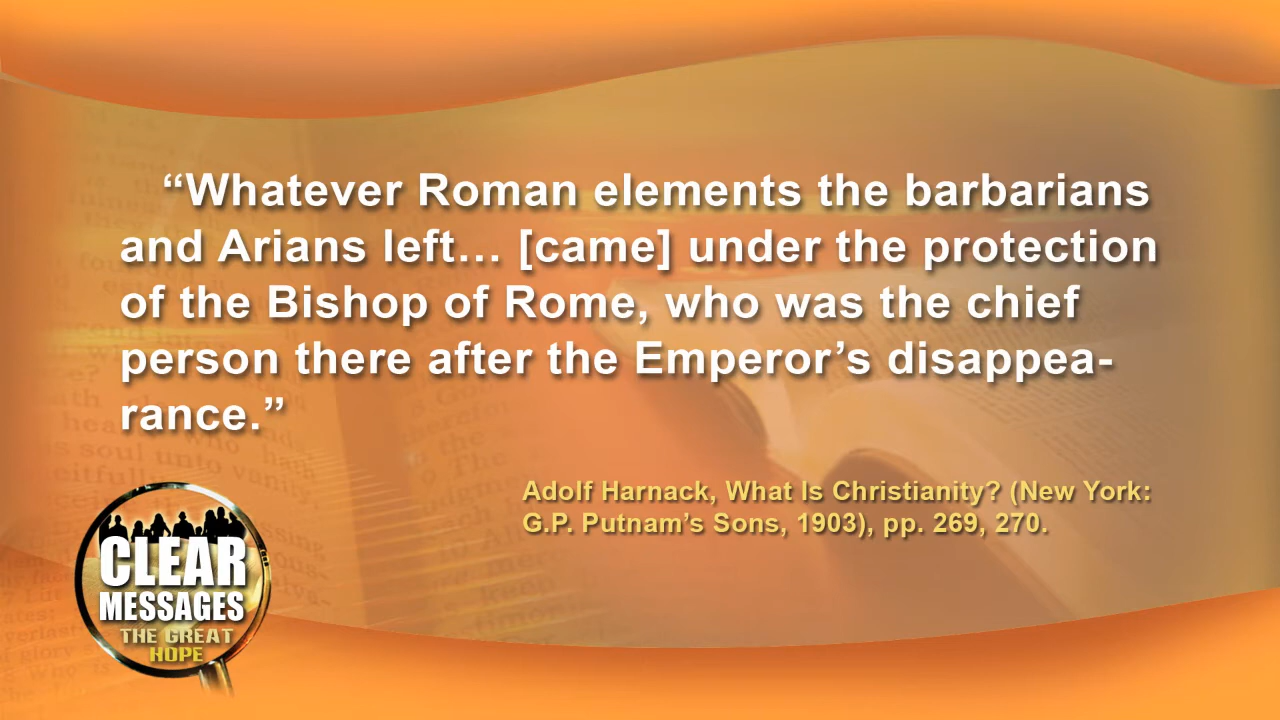 “Whatever Roman elements the barbarians
and Arians left… [came] under the protection
of the Bishop of Rome, who was the chief
person there after the Emperor’s disappea-
rance.”
Adolf Harnack, What Is Christianity? (New York:
G.P. Putnam’s Sons, 1903), pp. 269, 270.
CLEAR
MESSAGES
THE GREAT
HOPE